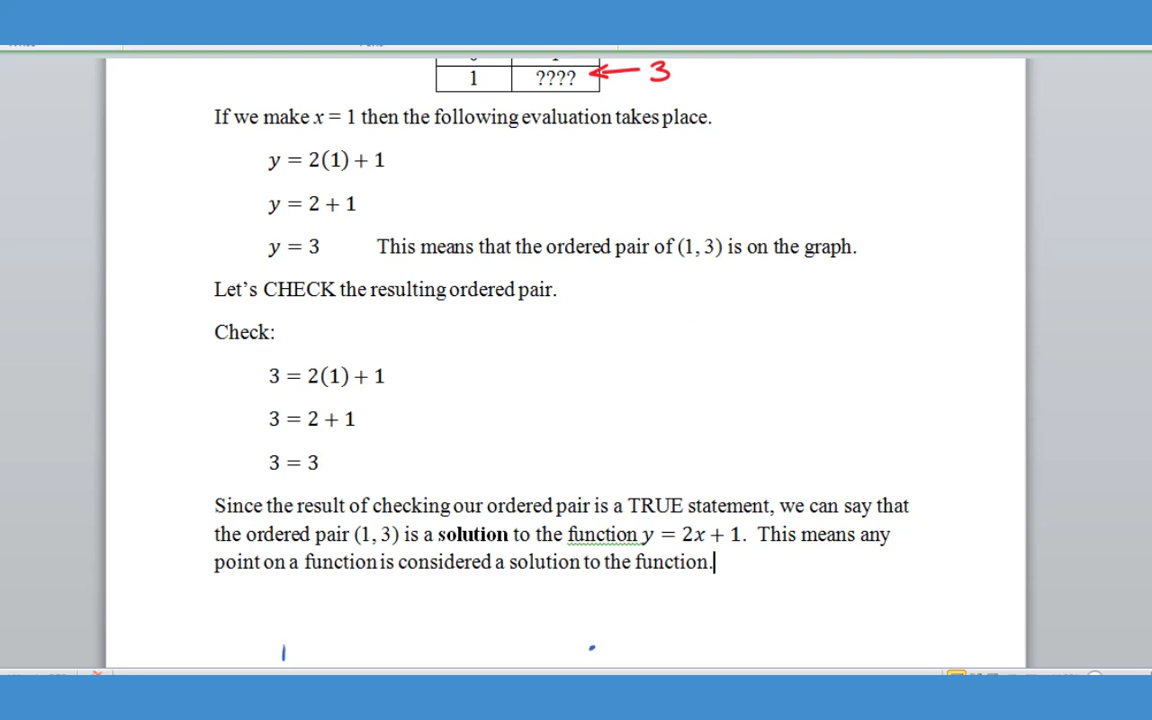 1 ???? 3
If we make x = 1 then the following evaluation takes place.
y = 2(1) + 1
y = 2 + 1
y = 3 This means that the ordered pair of (1, 3) is on the graph.
Let's CHECK the resulting ordered pair.
Check:
3 = 2(1) + 1
3 = 2 + 1
3 = 3
Since the result of checking our ordered pair is a TRUE statement, we can say that
the ordered pair (1, 3) is a solution to the function y = 2x + 1. This means any
point on a function is considered a solution to the function.